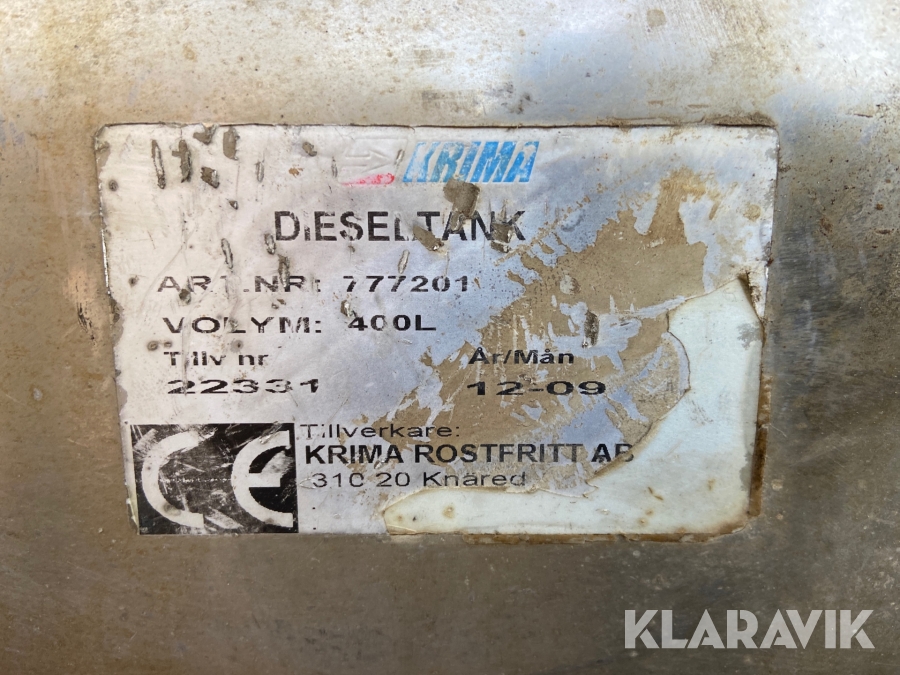 KRIMA
DIESELTANK
ART.NR: 777201
VOLYM: 400L
Tillv nr År/Mån
22331 12-09
Tillverkare:
KRIMA ROSTFRITT AB
310 20 Knäred
CE
KLARAVIK